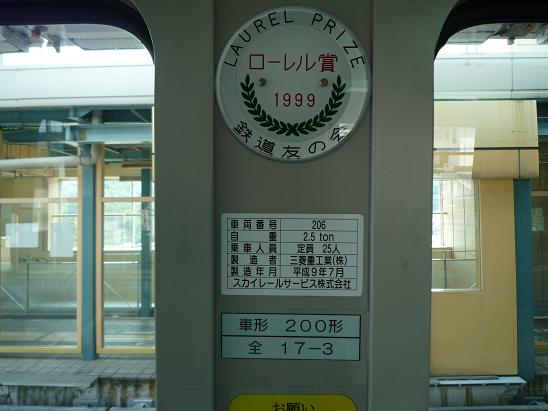 LAUREL PRIZE
ローレル賞
1999
鉄道友の会
車両番号 206
自重 2.5 ton
乗車人員 定員 25人
製造者 三菱重工業(株)
製造年月 平成9年7月
スカイレールサービス株式会社
車形 200形
全 17-3
お願い